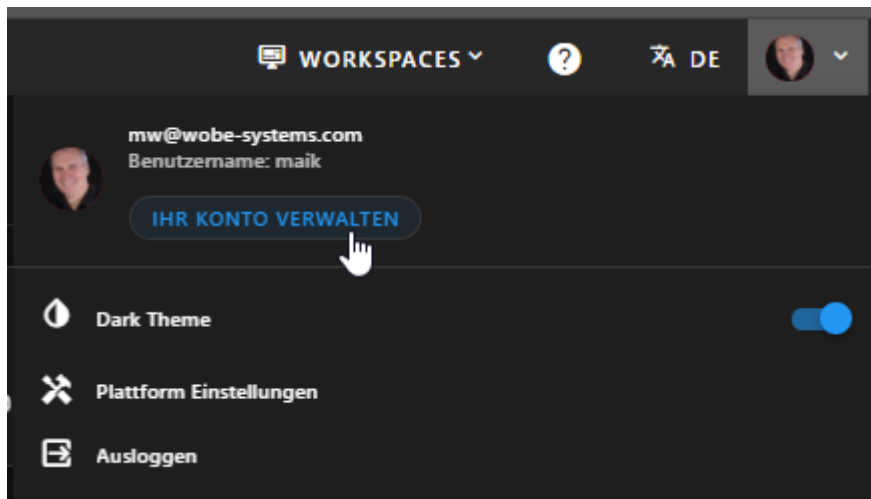 WORKSPACES
?
DE
mw@wobe-systems.com
Benutzername: maik
IHR KONTO VERWALTEN
Dark Theme
Plattform Einstellungen
Ausloggen